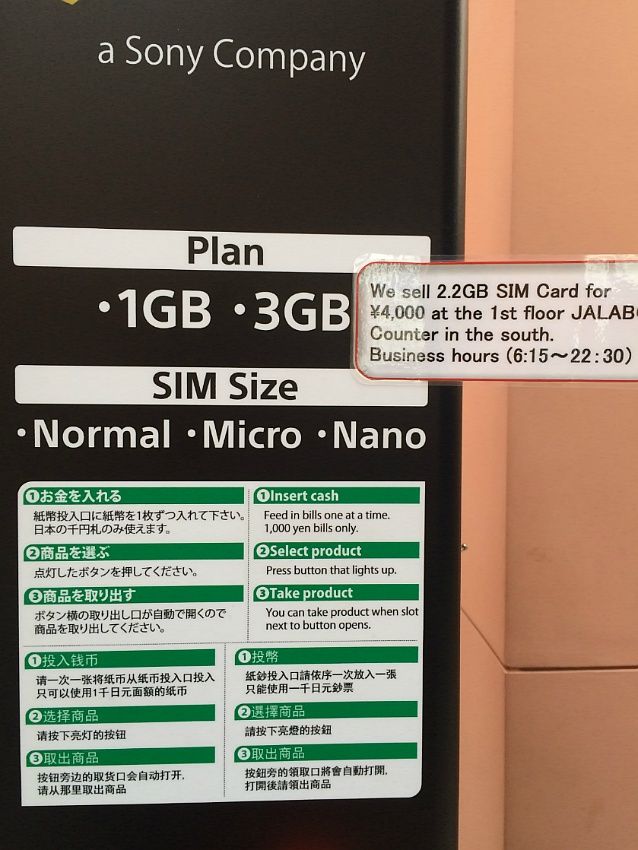 a Sony Company
Plan
・1GB ・3GB
We sell 2.2GB SIM Card for
¥4,000 at the 1st floor
Counter in the south.
Business hours (6:15～22:30)
SIM Size
・Normal ・Micro ・Nano
①お金を入れる
紙幣投入口に紙幣を1枚ずつ入れて下さい。
日本の千円札のみ使えます。
②商品を選ぶ
点灯したボタンを押してください。
③商品を取り出す
ボタン横の取り出し口が自動で開くので
商品を取り出してください。
①Insert cash
Feed in bills one at a time.
1,000 yen bills only.
②Select product
Press button that lights up.
③Take product
You can take product when slot
next to button opens.
①投入钱币
请一次一张将纸币从纸币投入口投入
只可以使用1千日元面额的纸币
②选择商品
请按下亮灯的按钮
③取出商品
按钮旁边的取货口会自动打开,
请从那里取出商品
①投幣
紙鈔投入口請依序一次放入一張
只能使用一千日元鈔票
②選擇商品
請按下亮燈的按鈕
③取出商品
按鈕旁的領取口將會自動打開,
打開後請領出商品